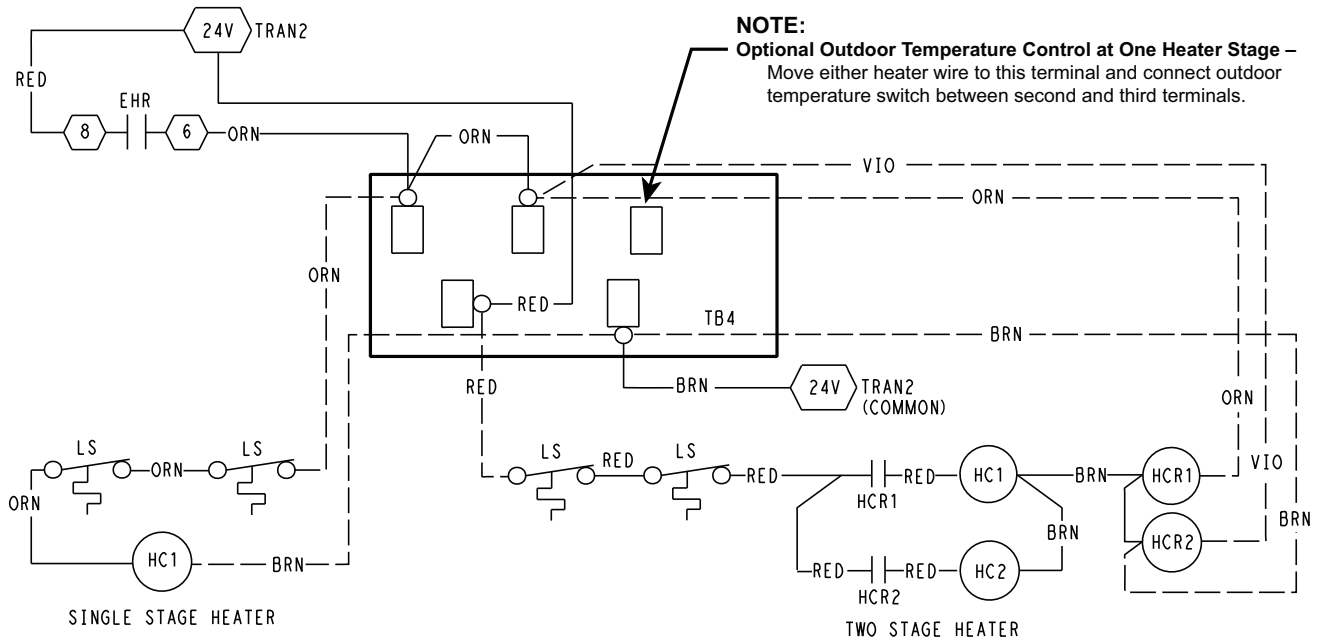 24V TRAN2
NOTE:
Optional Outdoor Temperature Control at One Heater Stage –
Move either heater wire to this terminal and connect outdoor
temperature switch between second and third terminals.
RED
EHR
8
6
ORN
ORN
VIO
ORN
ORN
RED
TB4
BRN
RED
BRN
24V TRAN2
(COMMON)
ORN
LS
LS
ORN
ORN
HC1
BRN
SINGLE STAGE HEATER
LS
RED
LS
RED
HCR1
RED
HC1
BRN
HCR1
VIO
BRN
BRN
HCR2
RED
HCR2
RED
HC2
TWO STAGE HEATER